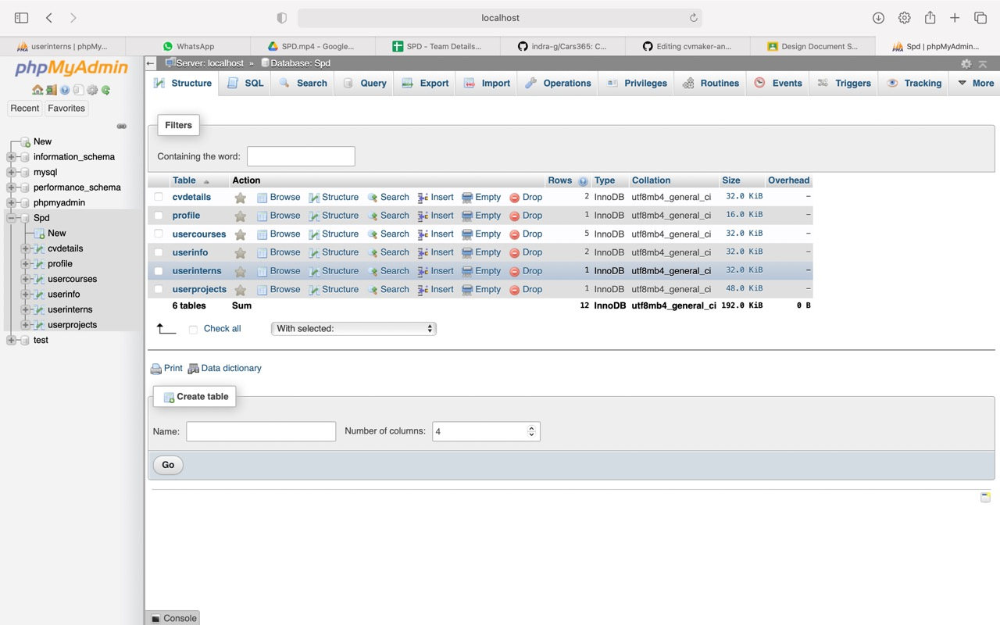 localhost
userinterns | phpMy...
WhatsApp
SPD.mp4 - Google...
SPD - Team Details...
indra-g/Cars365: C...
Editing cvmaker-an...
Design Document S...
Spd | phpMyAdmin...
phpMyAdmin
Recent Favorites
New
information_schema
mysql
performance_schema
phpmyadmin
Spd
New
cvdetails
profile
usercourses
userinfo
userinterns
userprojects
test
Server: localhost » Database: Spd
Structure SQL Search Query Export Import Operations Privileges Routines Events Triggers Tracking More
Filters
Containing the word:
Table Action Rows Type Collation Size Overhead
cvdetails Browse Structure Search Insert Empty Drop 2 InnoDB utf8mb4_general_ci 32.0 KiB –
profile Browse Structure Search Insert Empty Drop 1 InnoDB utf8mb4_general_ci 16.0 KiB –
usercourses Browse Structure Search Insert Empty Drop 5 InnoDB utf8mb4_general_ci 32.0 KiB –
userinfo Browse Structure Search Insert Empty Drop 2 InnoDB utf8mb4_general_ci 32.0 KiB –
userinterns Browse Structure Search Insert Empty Drop 1 InnoDB utf8mb4_general_ci 32.0 KiB –
userprojects Browse Structure Search Insert Empty Drop 1 InnoDB utf8mb4_general_ci 48.0 KiB –
6 tables Sum 12 InnoDB utf8mb4_general_ci 192.0 KiB 0 B
Check all With selected:
Print Data dictionary
Create table
Name: Number of columns: 4
Go
Console